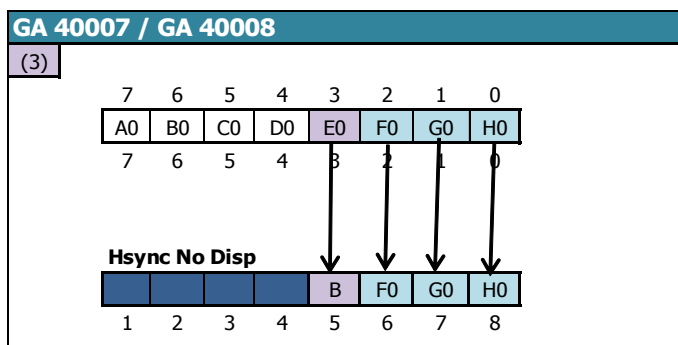 GA 40007 / GA 40008
(3)
7 6 5 4 3 2 1 0
A0 B0 C0 D0 E0 F0 G0 H0
7 6 5 4 3 2 1 0
Hsync No Disp
B F0 G0 H0
1 2 3 4 5 6 7 8